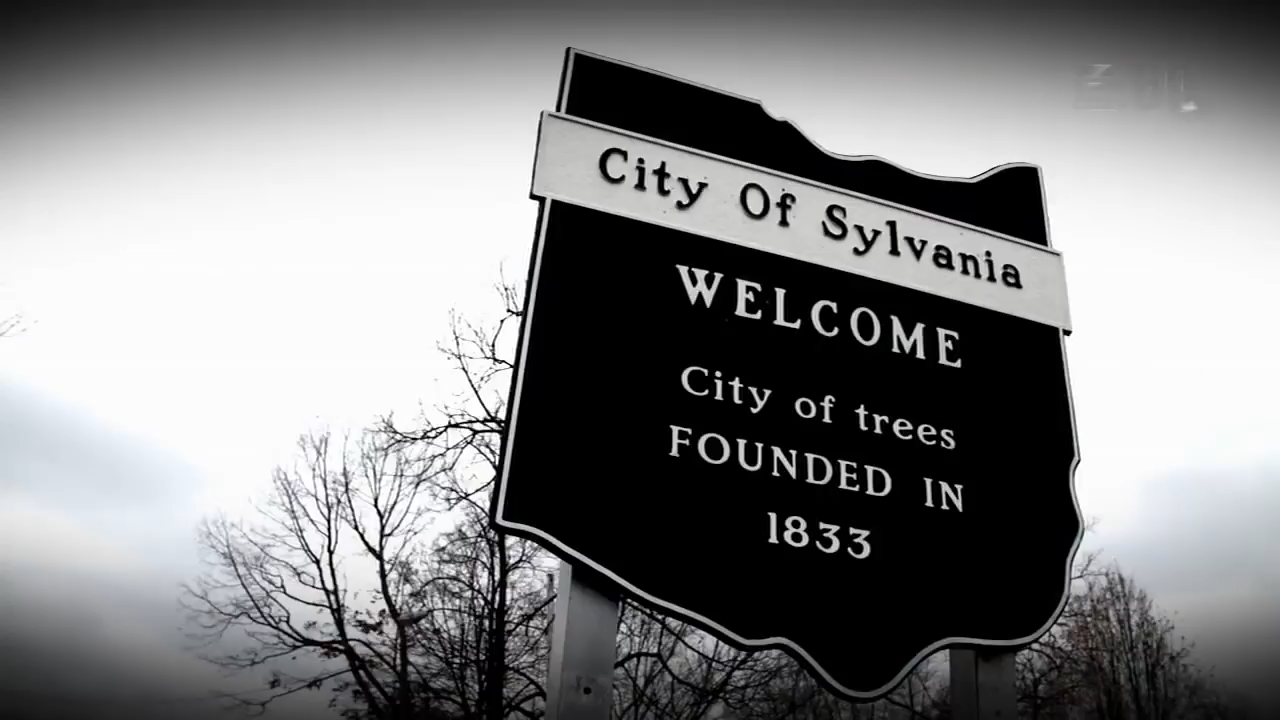 City Of Sylvania
WELCOME
City of trees
FOUNDED IN
1833